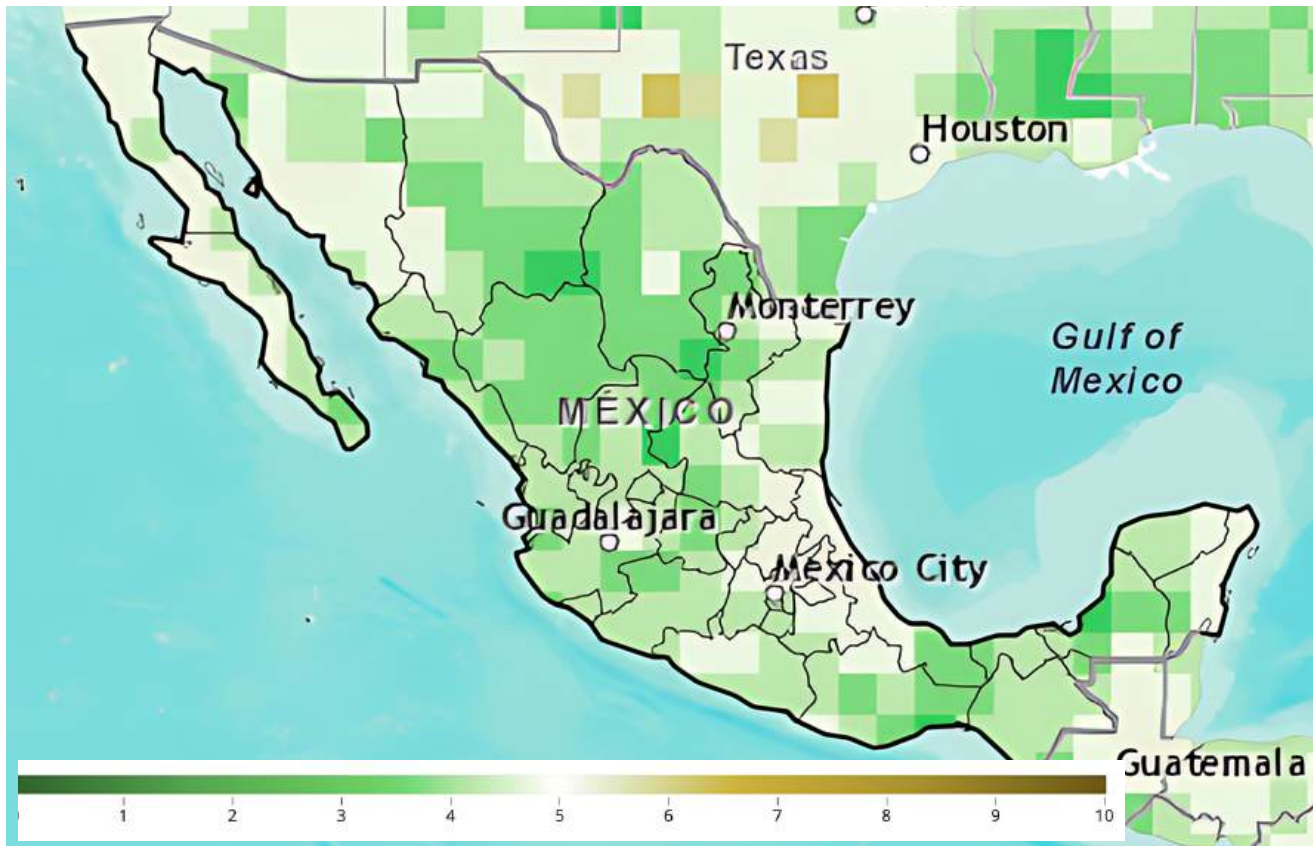 Texas
Houston
Monterrey
Gulf of
Mexico
MÉXICO
Guadalajara
Mexico City
Guatemala
1 2 3 4 5 6 7 8 9 10